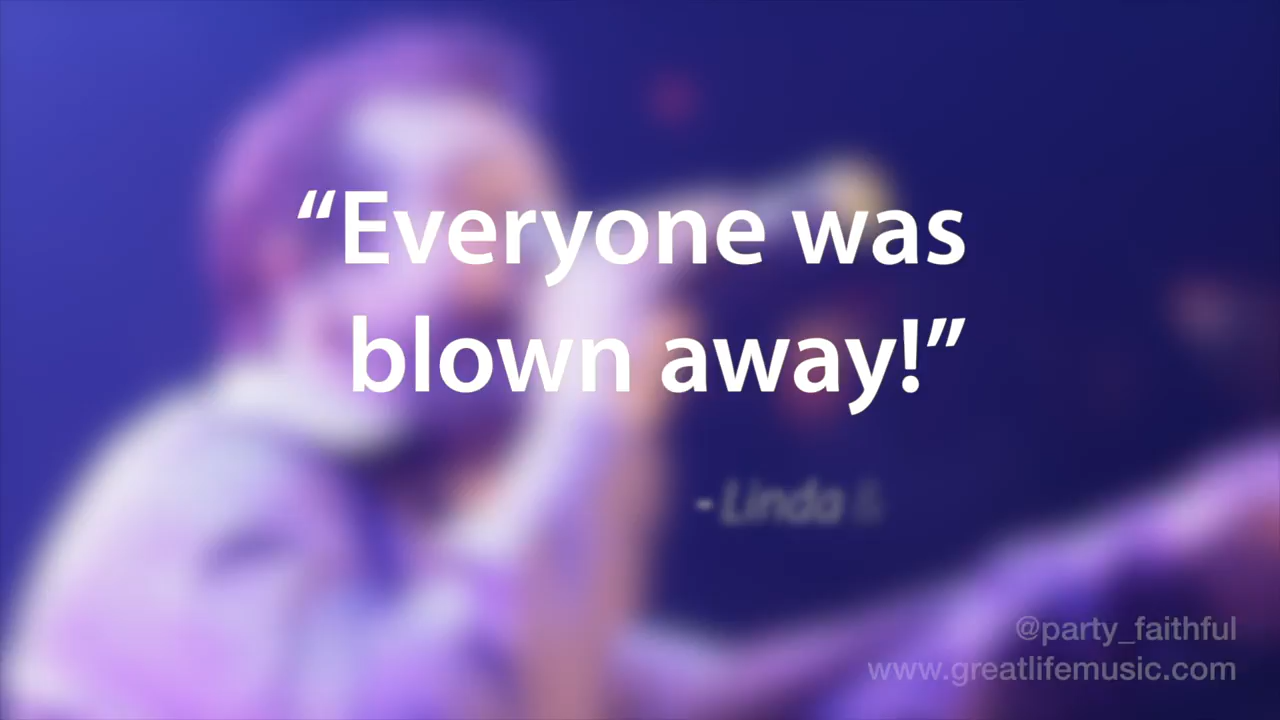 “Everyone was
blown away!”
- Linda &
@party_faithful
www.greatlifemusic.com